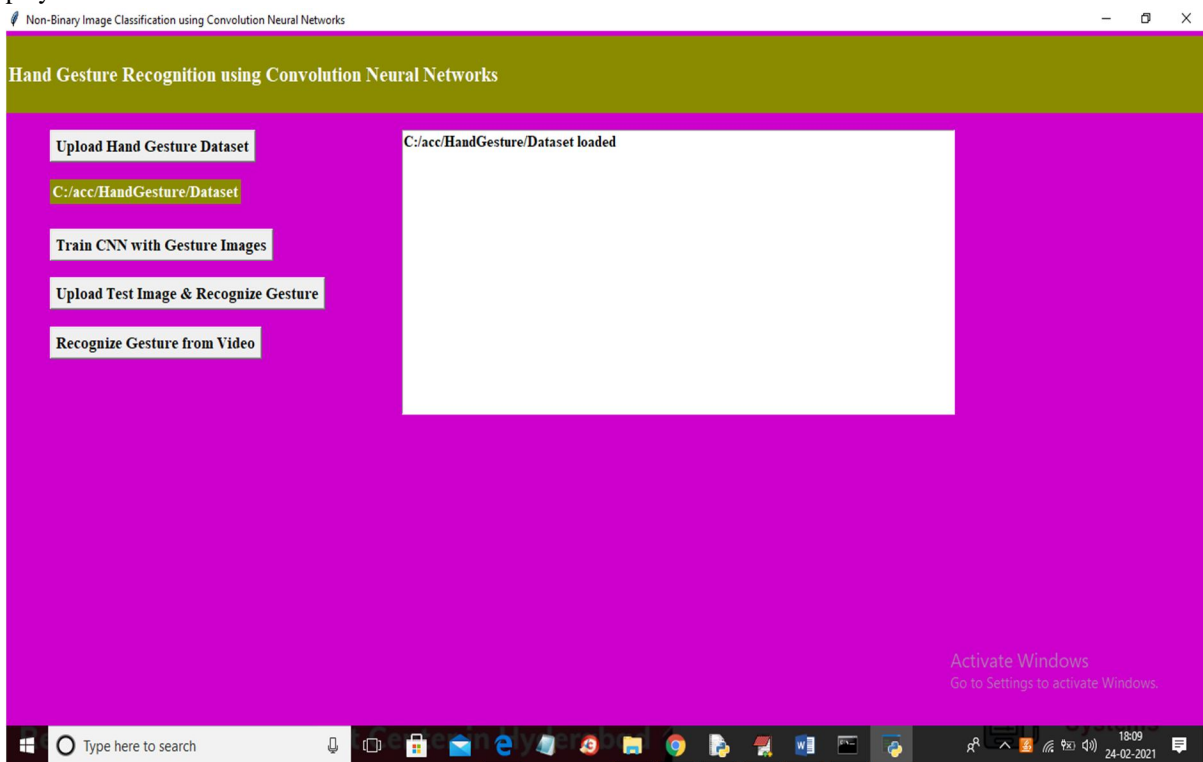 Non-Binary Image Classification using Convolution Neural Networks
Hand Gesture Recognition using Convolution Neural Networks
Upload Hand Gesture Dataset
C:/acc/HandGesture/Dataset loaded
C:/acc/HandGesture/Dataset
Train CNN with Gesture Images
Upload Test Image & Recognize Gesture
Recognize Gesture from Video
Activate Windows
Go to Settings to activate Windows.
Type here to search
18:09
24-02-2021